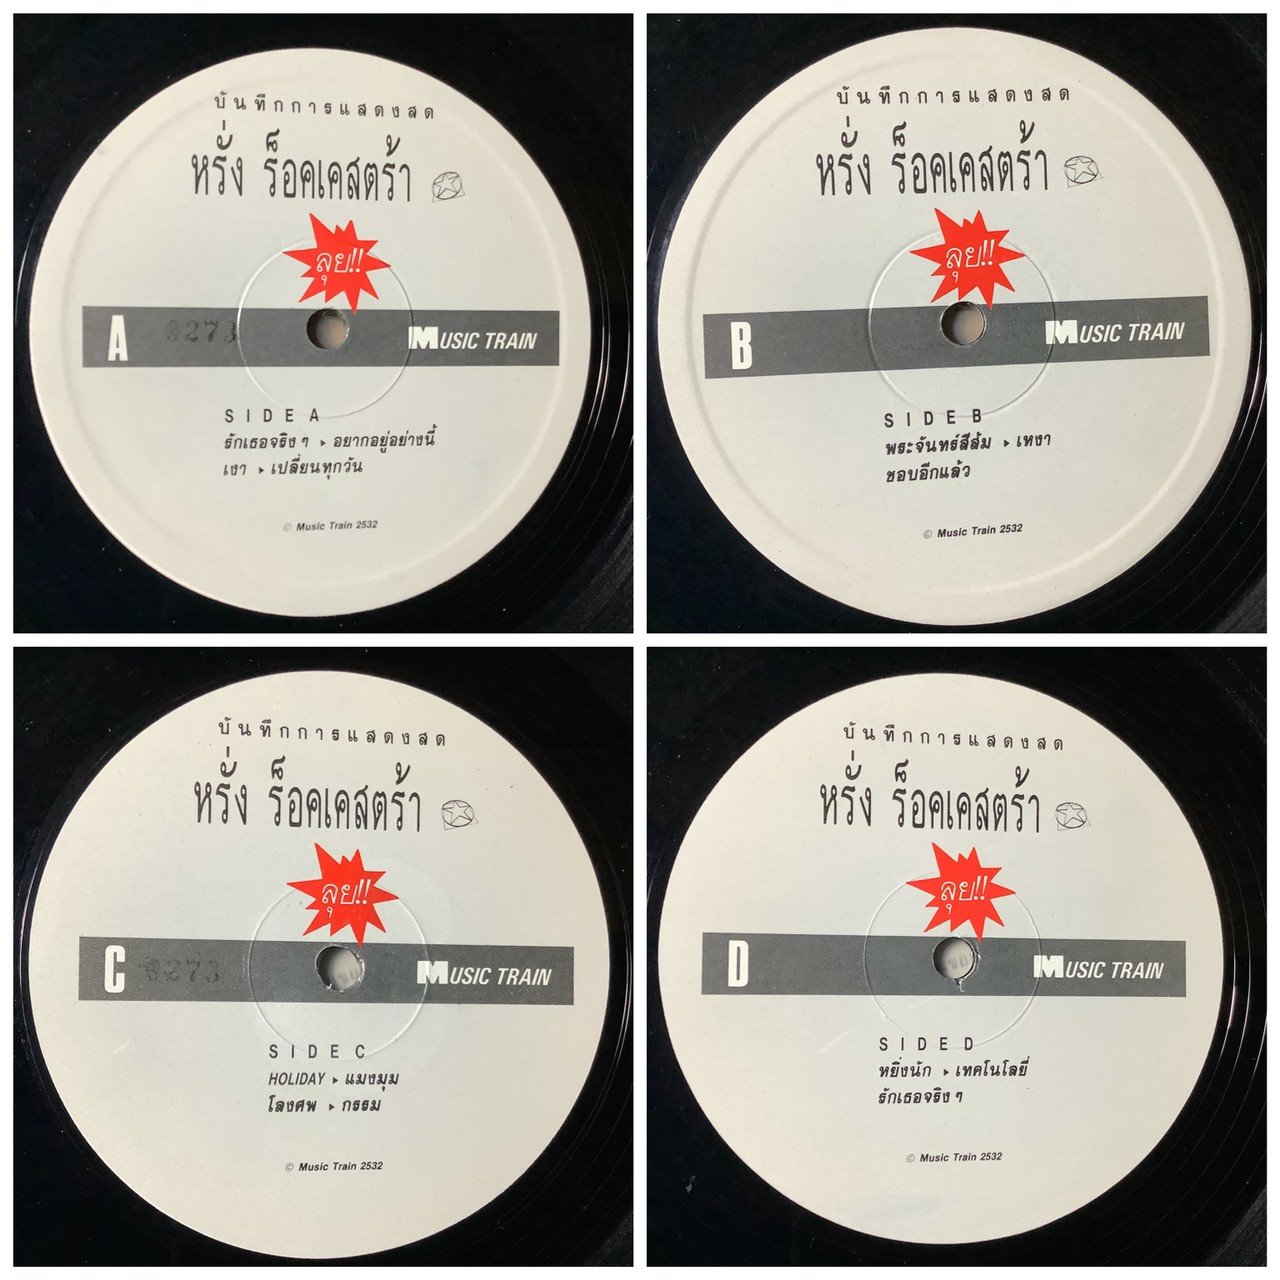 บันทึกการแสดงสด
หรั่ง ร็อคเคสตร้า
ลุย!!
A 6273 MUSIC TRAIN
SIDE A
รักเธอจริงๆ ▸ อยากอยู่อย่างนี้
เงา ▸ เปลี่ยนทุกวัน
© Music Train 2532
บันทึกการแสดงสด
หรั่ง ร็อคเคสตร้า
ลุย!!
B MUSIC TRAIN
SIDE B
พระจันทร์สีส้ม ▸ เหงา
ชอบอีกแล้ว
© Music Train 2532
บันทึกการแสดงสด
หรั่ง ร็อคเคสตร้า
ลุย!!
C 6273 MUSIC TRAIN
SIDE C
HOLIDAY ▸ แมงมุม
โลงศพ ▸ กรรม
© Music Train 2532
บันทึกการแสดงสด
หรั่ง ร็อคเคสตร้า
ลุย!!
D MUSIC TRAIN
SIDE D
หยิ่งนัก ▸ เทคโนโลยี่
รักเธอจริงๆ
© Music Train 2532